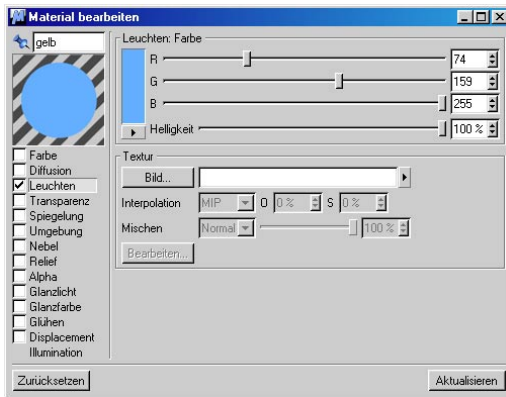 Material bearbeiten
gelb
Leuchten: Farbe
R 74
G 159
B 255
Helligkeit 100 %
Farbe
Diffusion
Leuchten
Transparenz
Spiegelung
Umgebung
Nebel
Relief
Alpha
Glanzlicht
Glanzfarbe
Glühen
Displacement
Illumination
Textur
Bild...
Interpolation MIP O 0 % S 0 %
Mischen Normal 100 %
Bearbeiten...
Zurücksetzen
Aktualisieren